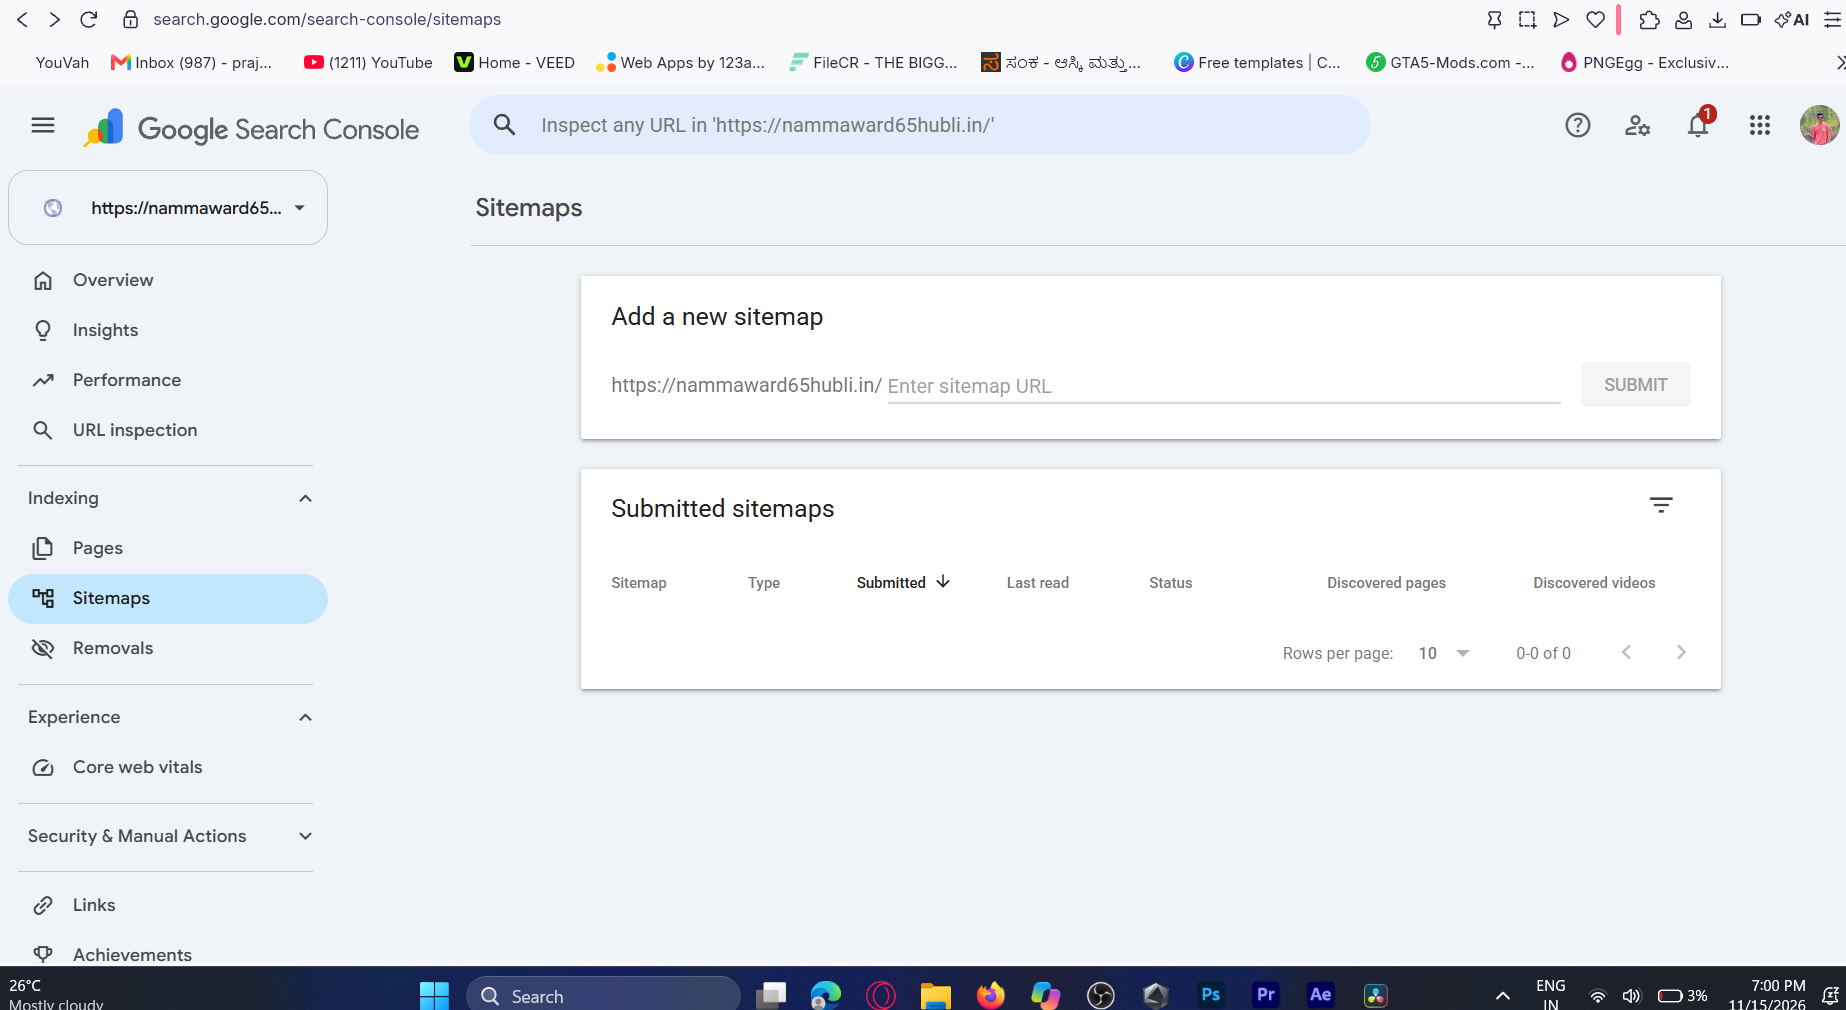 search.google.com/search-console/sitemaps
AI
YouVah
Inbox (987) - praj...
(1211) YouTube
Home - VEED
Web Apps by 123a...
FileCR - THE BIGG...
ಸಂಕ - ಆಸ್ಕಿ ಮತ್ತು...
Free templates | C...
GTA5-Mods.com -...
PNGEgg - Exclusiv...
Google Search Console
Inspect any URL in 'https://nammaward65hubli.in/'
1
https://nammaward65...
Overview
Insights
Performance
URL inspection
Indexing
Pages
Sitemaps
Removals
Experience
Core web vitals
Security & Manual Actions
Links
Achievements
Sitemaps
Add a new sitemap
https://nammaward65hubli.in/ Enter sitemap URL
SUBMIT
Submitted sitemaps
Sitemap Type Submitted Last read Status Discovered pages Discovered videos
Rows per page: 10 0-0 of 0
26°C
Mostly cloudy
Search
Ps
Pr
Ae
ENG
IN
3%
7:00 PM
11/15/2026